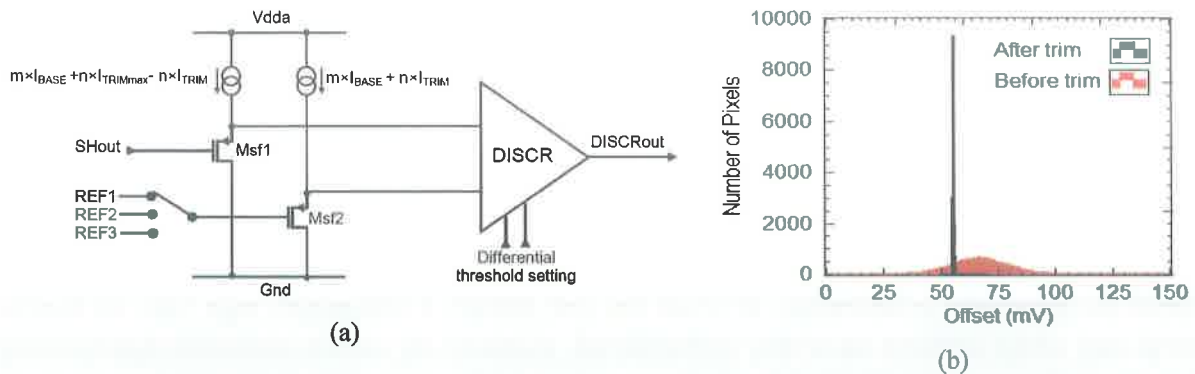 Vdda
m×I_BASE +n×I_TRIMmax- n×I_TRIM
m×I_BASE + n×I_TRIM
SHout
Msf1
DISCR
DISCRout
REF1
REF2
REF3
Msf2
Differential
threshold setting
Gnd
(a)
10000
8000
6000
4000
2000
0
Number of Pixels
After trim
Before trim
0 25 50 75 100 125 150
Offset (mV)
(b)